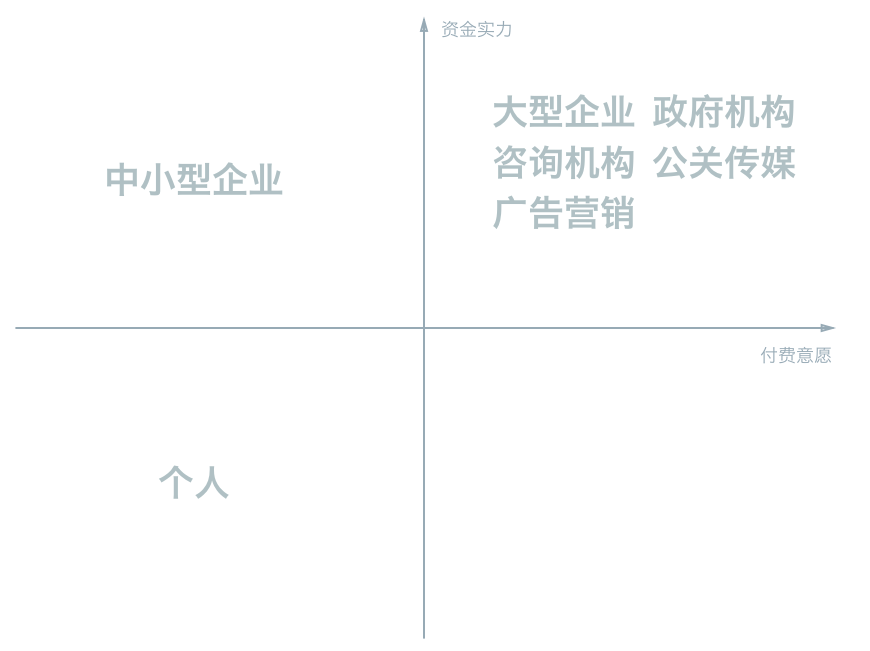 资金实力
大型企业 政府机构
咨询机构 公关传媒
广告营销
中小型企业
付费意愿
个人